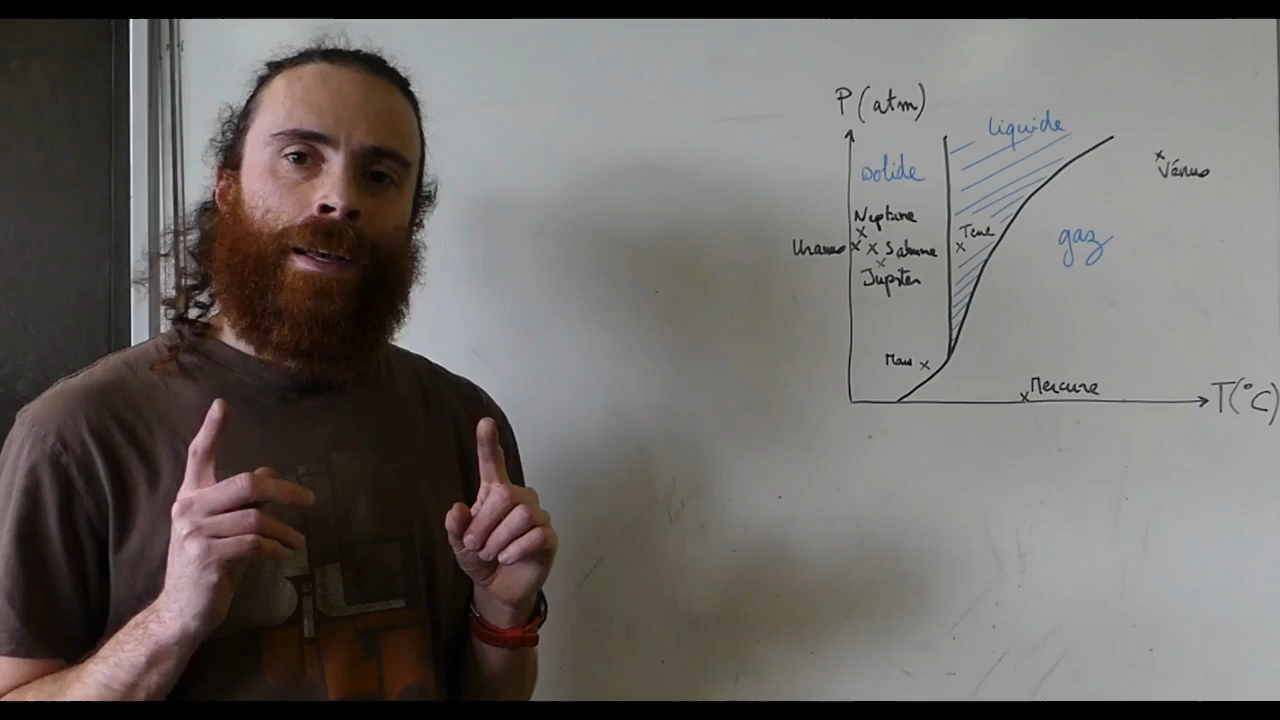 P (atm)
liquide
solide
Vénus
Neptune
Terre
Uranus
Saturne
gaz
Jupiter
Mars
Mercure
T(°C)